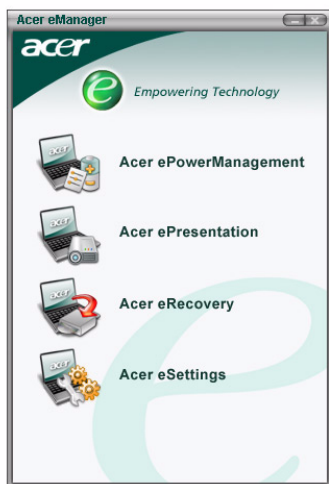 Acer eManager
acer
e Empowering Technology
Acer ePowerManagement
Acer ePresentation
Acer eRecovery
Acer eSettings